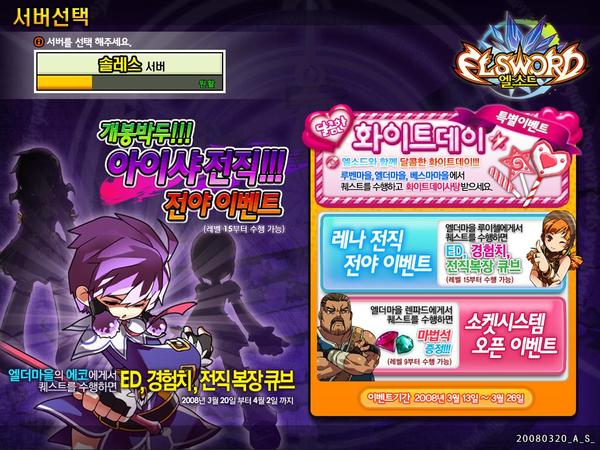 서버선택
서버를 선택 해주세요.
솔레스 서버
원활
ELSWORD
엘소드
개봉박두!!!
아이샤 전직!!!
전야 이벤트
(레벨 15부터 수행 가능)
엘더마을의 에코에게서
퀘스트를 수행하면
ED, 경험치, 전직 복장 큐브
2008년 3월 20일 부터 4월 2일 까지
달콤한
화이트데이
특별이벤트
엘소드와 함께 달콤한 화이트데이!!!
루벤마을, 엘더마을, 베스마마을에서
퀘스트를 수행하고 화이트데이사탕받으세요.
레나 전직
전야 이벤트
엘더마을 루이첼에게서
퀘스트를 수행하면
ED, 경험치,
전직복장 큐브
(레벨 15부터 수행 가능)
엘더마을 렌파드에게서
퀘스트를 수행하면
마법석
증정!!!
(레벨 9부터 수행 가능)
소켓시스템
오픈 이벤트
이벤트기간 2008년 3월 13일 ~ 3월 26일
20080320_A_S_